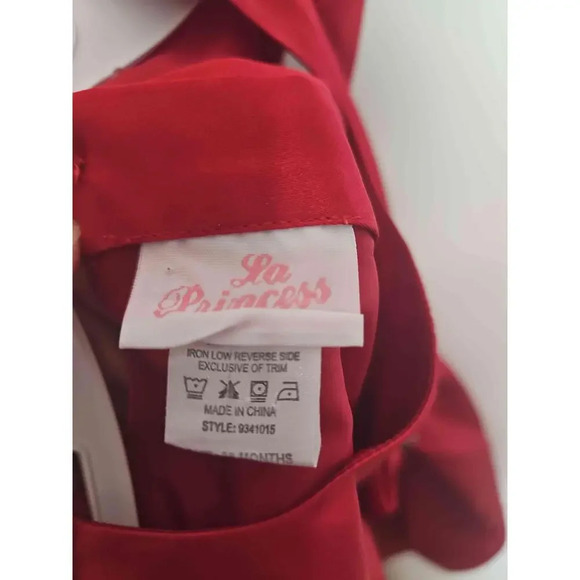 La
Princess
IRON LOW REVERSE SIDE
EXCLUSIVE OF TRIM
MADE IN CHINA
STYLE: 9341015
MONTHS